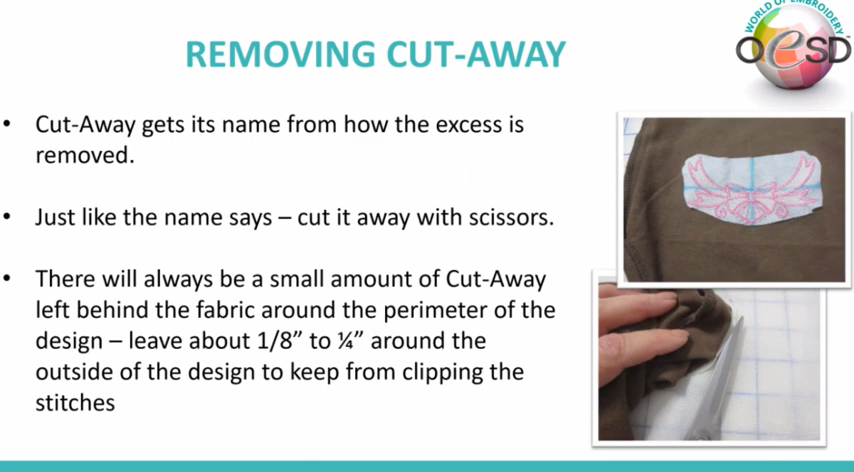 WORLD OF EMBROIDERY
OESD
REMOVING CUT-AWAY
• Cut-Away gets its name from how the excess is
removed.
• Just like the name says – cut it away with scissors.
• There will always be a small amount of Cut-Away
left behind the fabric around the perimeter of the
design – leave about 1/8” to ¼” around the
outside of the design to keep from clipping the
stitches